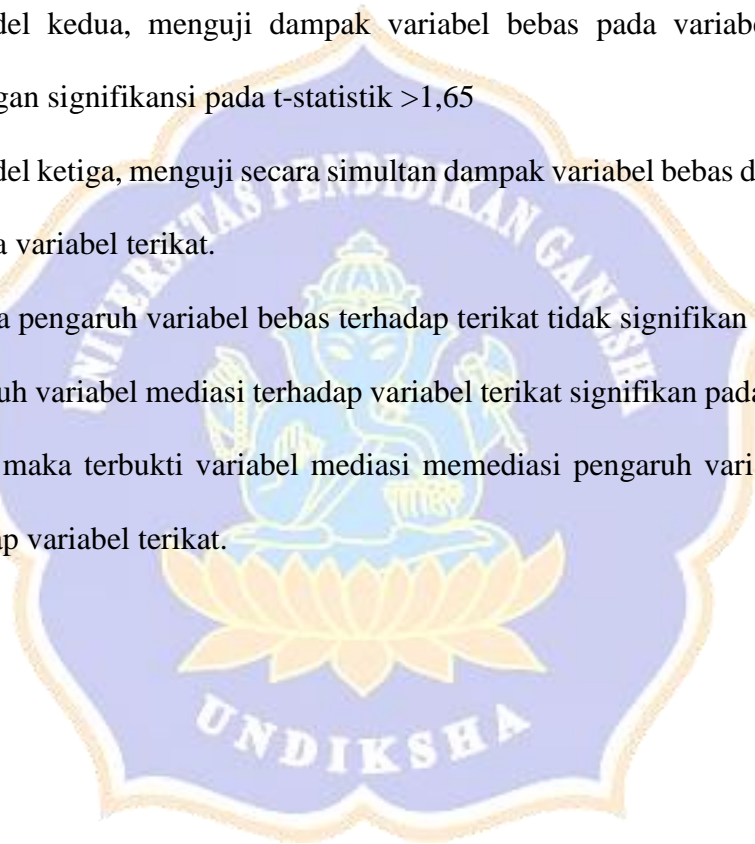 del kedua, menguji dampak variabel bebas pada variabe
gan signifikansi pada t-statistik >1,65
del ketiga, menguji secara simultan dampak variabel bebas d
a variabel terikat.
a pengaruh variabel bebas terhadap terikat tidak signifikan
uh variabel mediasi terhadap variabel terikat signifikan pada
maka terbukti variabel mediasi memediasi pengaruh vari
ap variabel terikat.
UNIVERSITAS PENDIDIKAN GANESHA
UNDIKSHA